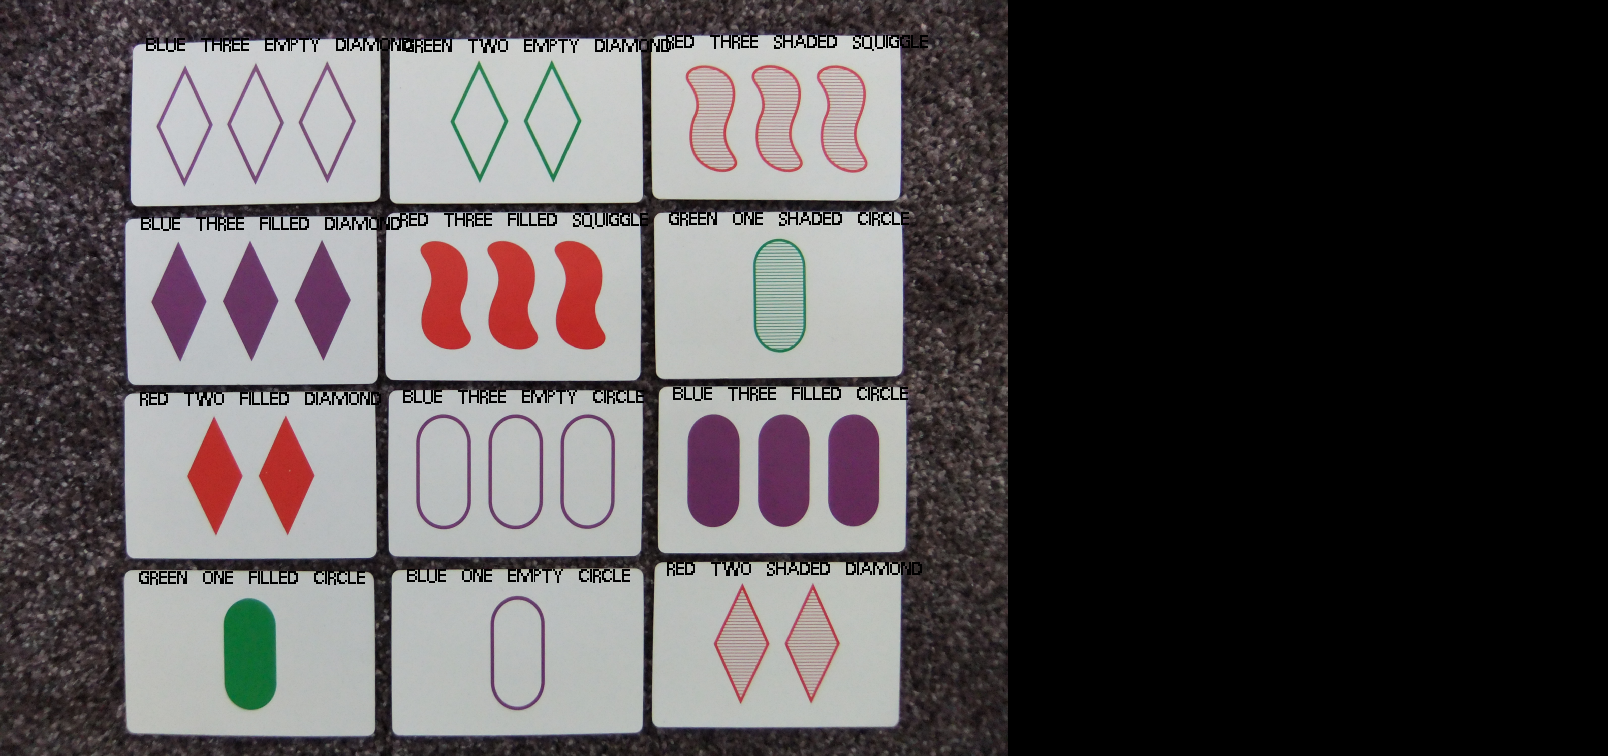 BLUE THREE EMPTY DIAMOND
GREEN TWO EMPTY DIAMOND
RED THREE SHADED SQUIGGLE
BLUE THREE FILLED DIAMOND
RED THREE FILLED SQUIGGLE
GREEN ONE SHADED CIRCLE
RED TWO FILLED DIAMOND
BLUE THREE EMPTY CIRCLE
BLUE THREE FILLED CIRCLE
GREEN ONE FILLED CIRCLE
BLUE ONE EMPTY CIRCLE
RED TWO SHADED DIAMOND